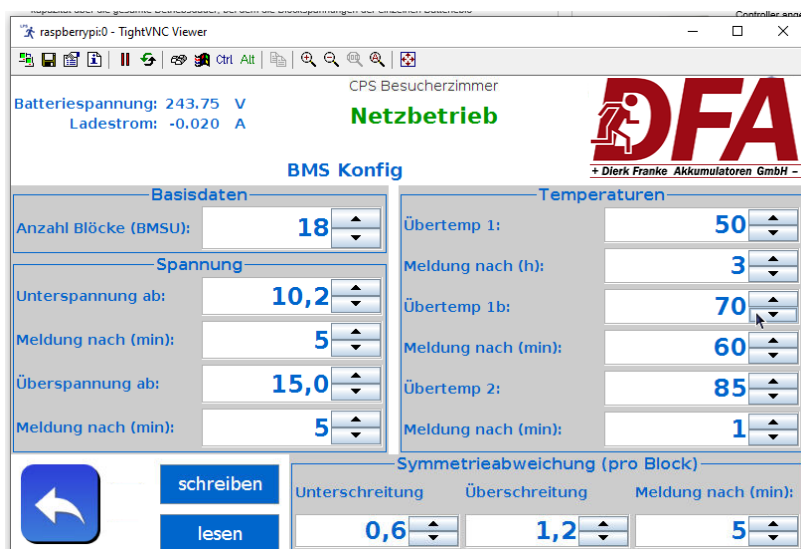 raspberrypi:0 - TightVNC Viewer
Ctrl Alt
CPS Besucherzimmer
Batteriespannung: 243.75 V
Ladestrom: -0.020 A
Netzbetrieb
DFA
+ Dierk Franke Akkumulatoren GmbH –
BMS Konfig
Basisdaten
Anzahl Blöcke (BMSU): 18
Spannung
Unterspannung ab: 10,2
Meldung nach (min): 5
Überspannung ab: 15,0
Meldung nach (min): 5
Temperaturen
Übertemp 1: 50
Meldung nach (h): 3
Übertemp 1b: 70
Meldung nach (min): 60
Übertemp 2: 85
Meldung nach (min): 1
schreiben
lesen
Symmetrieabweichung (pro Block)
Unterschreitung Überschreitung Meldung nach (min):
0,6 1,2 5